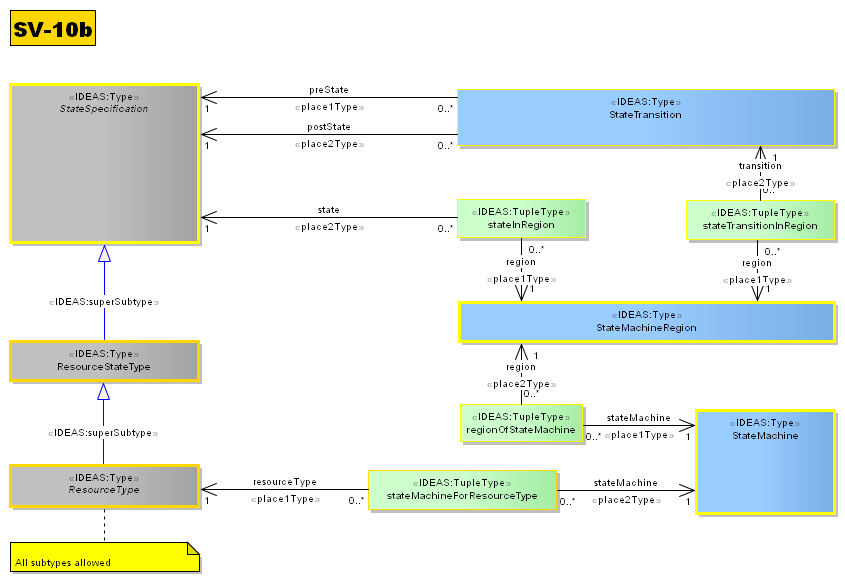 SV-10b
«IDEAS:Type»
StateSpecification
preState
«place1Type»
1
0..*
postState
«place2Type»
1
0..*
«IDEAS:Type»
StateTransition
transition
1
«place2Type»
0..*
state
«place2Type»
1
0..*
«IDEAS:TupleType»
stateInRegion
«IDEAS:TupleType»
stateTransitionInRegion
0..*
region
«place1Type»
1
0..*
region
«place1Type»
1
«IDEAS:superSubtype»
«IDEAS:Type»
StateMachineRegion
«IDEAS:Type»
ResourceStateType
1
region
«place2Type»
0..*
«IDEAS:TupleType»
regionOfStateMachine
stateMachine
0..*
«place1Type»
1
«IDEAS:Type»
StateMachine
«IDEAS:superSubtype»
«IDEAS:Type»
ResourceType
resourceType
«place1Type»
1
0..*
«IDEAS:TupleType»
stateMachineForResourceType
stateMachine
0..*
«place2Type»
1
All subtypes allowed